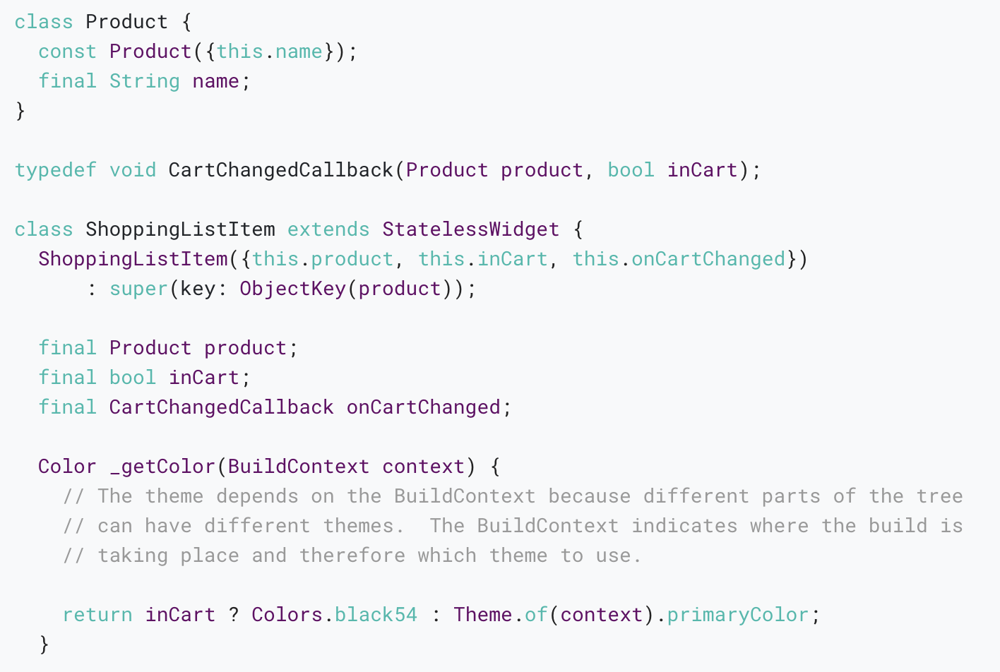 class Product {
  const Product({this.name});
  final String name;
}

typedef void CartChangedCallback(Product product, bool inCart);

class ShoppingListItem extends StatelessWidget {
  ShoppingListItem({this.product, this.inCart, this.onCartChanged})
      : super(key: ObjectKey(product));

  final Product product;
  final bool inCart;
  final CartChangedCallback onCartChanged;

  Color _getColor(BuildContext context) {
    // The theme depends on the BuildContext because different parts of the tree
    // can have different themes.  The BuildContext indicates where the build is
    // taking place and therefore which theme to use.

    return inCart ? Colors.black54 : Theme.of(context).primaryColor;
  }